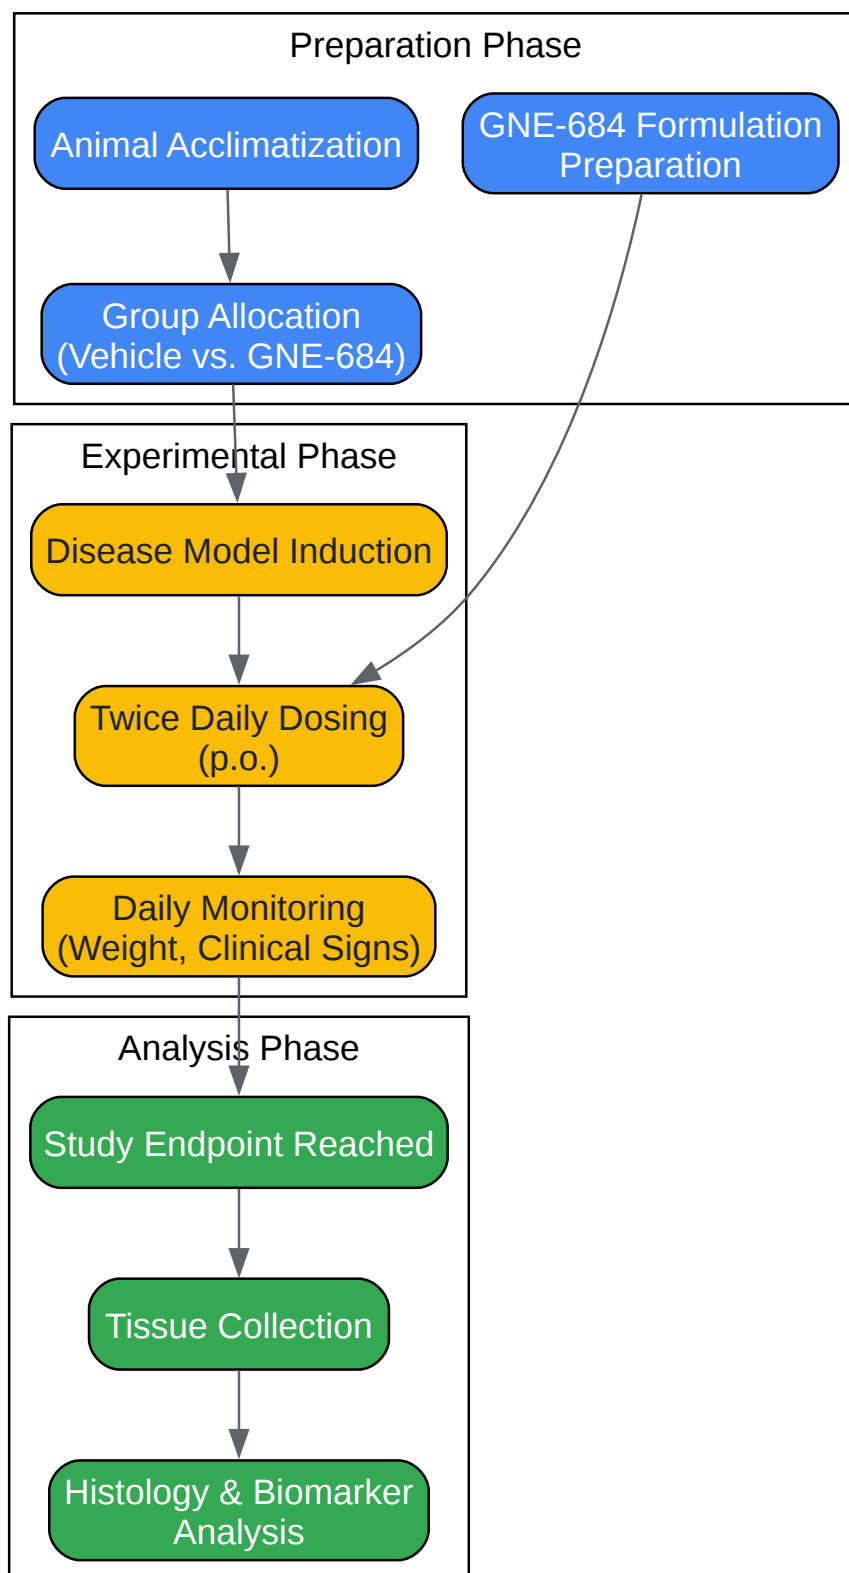 Preparation Phase
Animal Acclimatization
GNE-684 Formulation
Preparation
Group Allocation
(Vehicle vs. GNE-684)
Experimental Phase
Disease Model Induction
Twice Daily Dosing
(p.o.)
Daily Monitoring
(Weight, Clinical Signs)
Analysis Phase
Study Endpoint Reached
Tissue Collection
Histology & Biomarker
Analysis